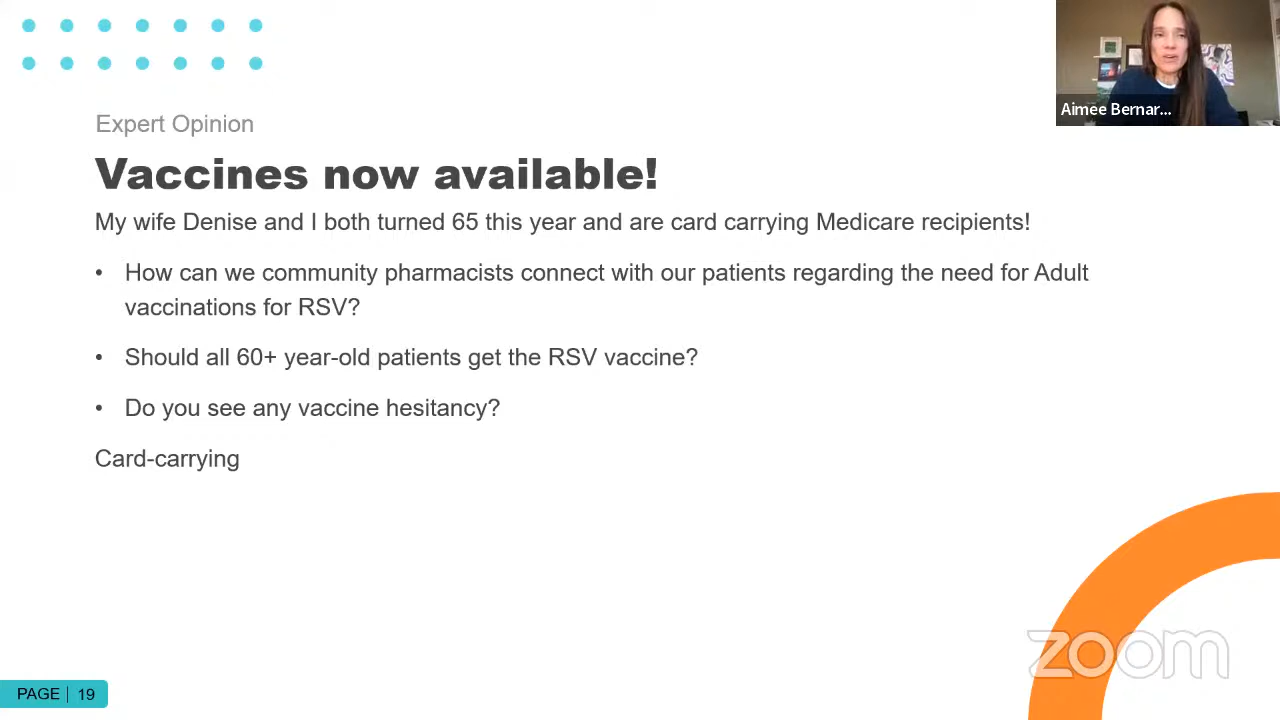 Aimee Bernar...
Expert Opinion
Vaccines now available!
My wife Denise and I both turned 65 this year and are card carrying Medicare recipients!
• How can we community pharmacists connect with our patients regarding the need for Adult
vaccinations for RSV?
• Should all 60+ year-old patients get the RSV vaccine?
• Do you see any vaccine hesitancy?
Card-carrying
zoom
PAGE | 19